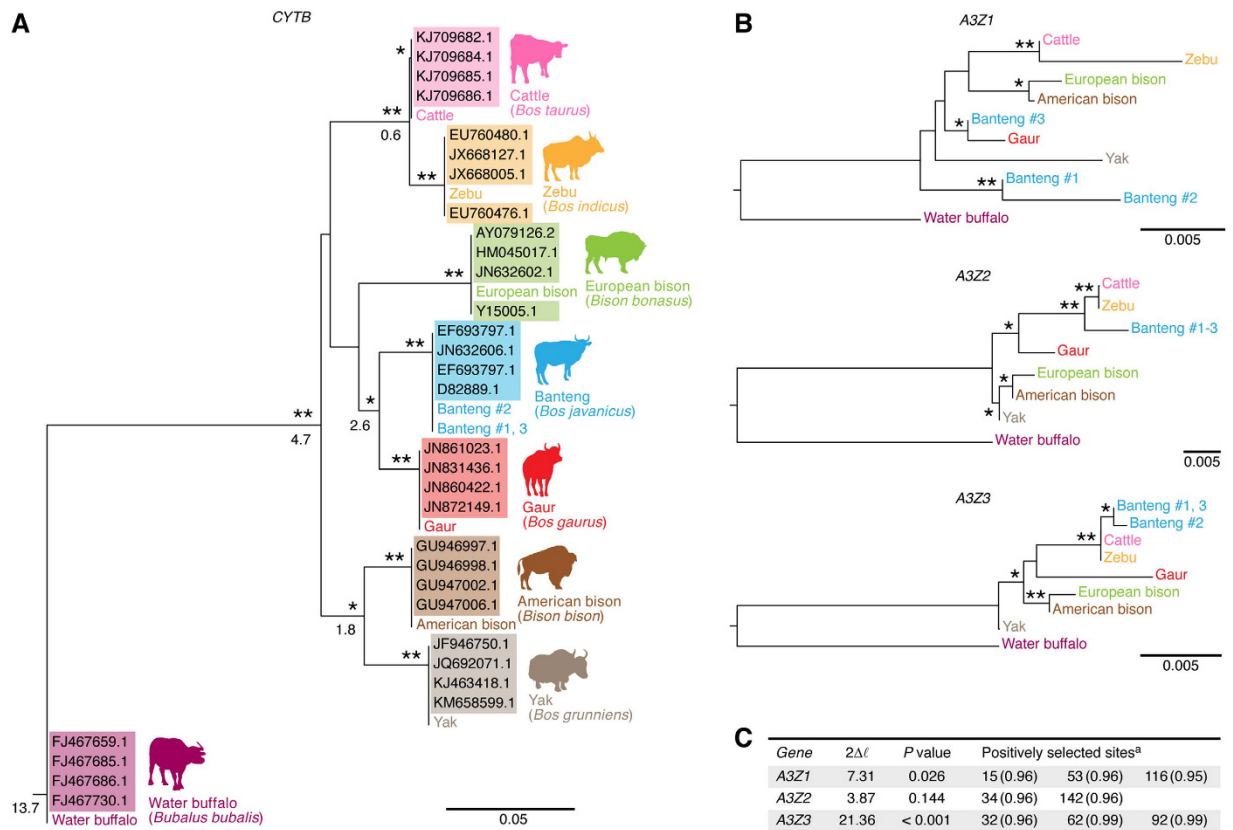 A
CYTB
KJ709682.1
KJ709684.1
KJ709685.1
KJ709686.1
Cattle
Cattle
(Bos taurus)
*
**
0.6
EU760480.1
JX668127.1
JX668005.1
Zebu
EU760476.1
Zebu
(Bos indicus)
**
AY079126.2
HM045017.1
JN632602.1
European bison
Y15005.1
European bison
(Bison bonasus)
**
EF693797.1
JN632606.1
EF693797.1
D82889.1
Banteng #2
Banteng #1, 3
Banteng
(Bos javanicus)
**
*
2.6
**
4.7
JN861023.1
JN831436.1
JN860422.1
JN872149.1
Gaur
Gaur
(Bos gaurus)
**
GU946997.1
GU946998.1
GU947002.1
GU947006.1
American bison
American bison
(Bison bison)
**
*
1.8
JF946750.1
JQ692071.1
KJ463418.1
KM658599.1
Yak
Yak
(Bos grunniens)
**
FJ467659.1
FJ467685.1
FJ467686.1
FJ467730.1
Water buffalo
Water buffalo
(Bubalus bubalis)
13.7
0.05
B
A3Z1
** Cattle
Zebu
European bison
* American bison
* Banteng #3
Gaur
Yak
** Banteng #1
Banteng #2
Water buffalo
0.005
A3Z2
** Cattle
** Zebu
Banteng #1-3
*
Gaur
European bison
* American bison
* Yak
Water buffalo
0.005
A3Z3
* Banteng #1, 3
Banteng #2
** Cattle
Zebu
* Gaur
European bison
** American bison
Yak
Water buffalo
0.005
C
Gene 2Δℓ P value Positively selected sitesa
A3Z1 7.31 0.026 15 (0.96) 53 (0.96) 116 (0.95)
A3Z2 3.87 0.144 34 (0.96) 142 (0.96)
A3Z3 21.36 < 0.001 32 (0.96) 62 (0.99) 92 (0.99)